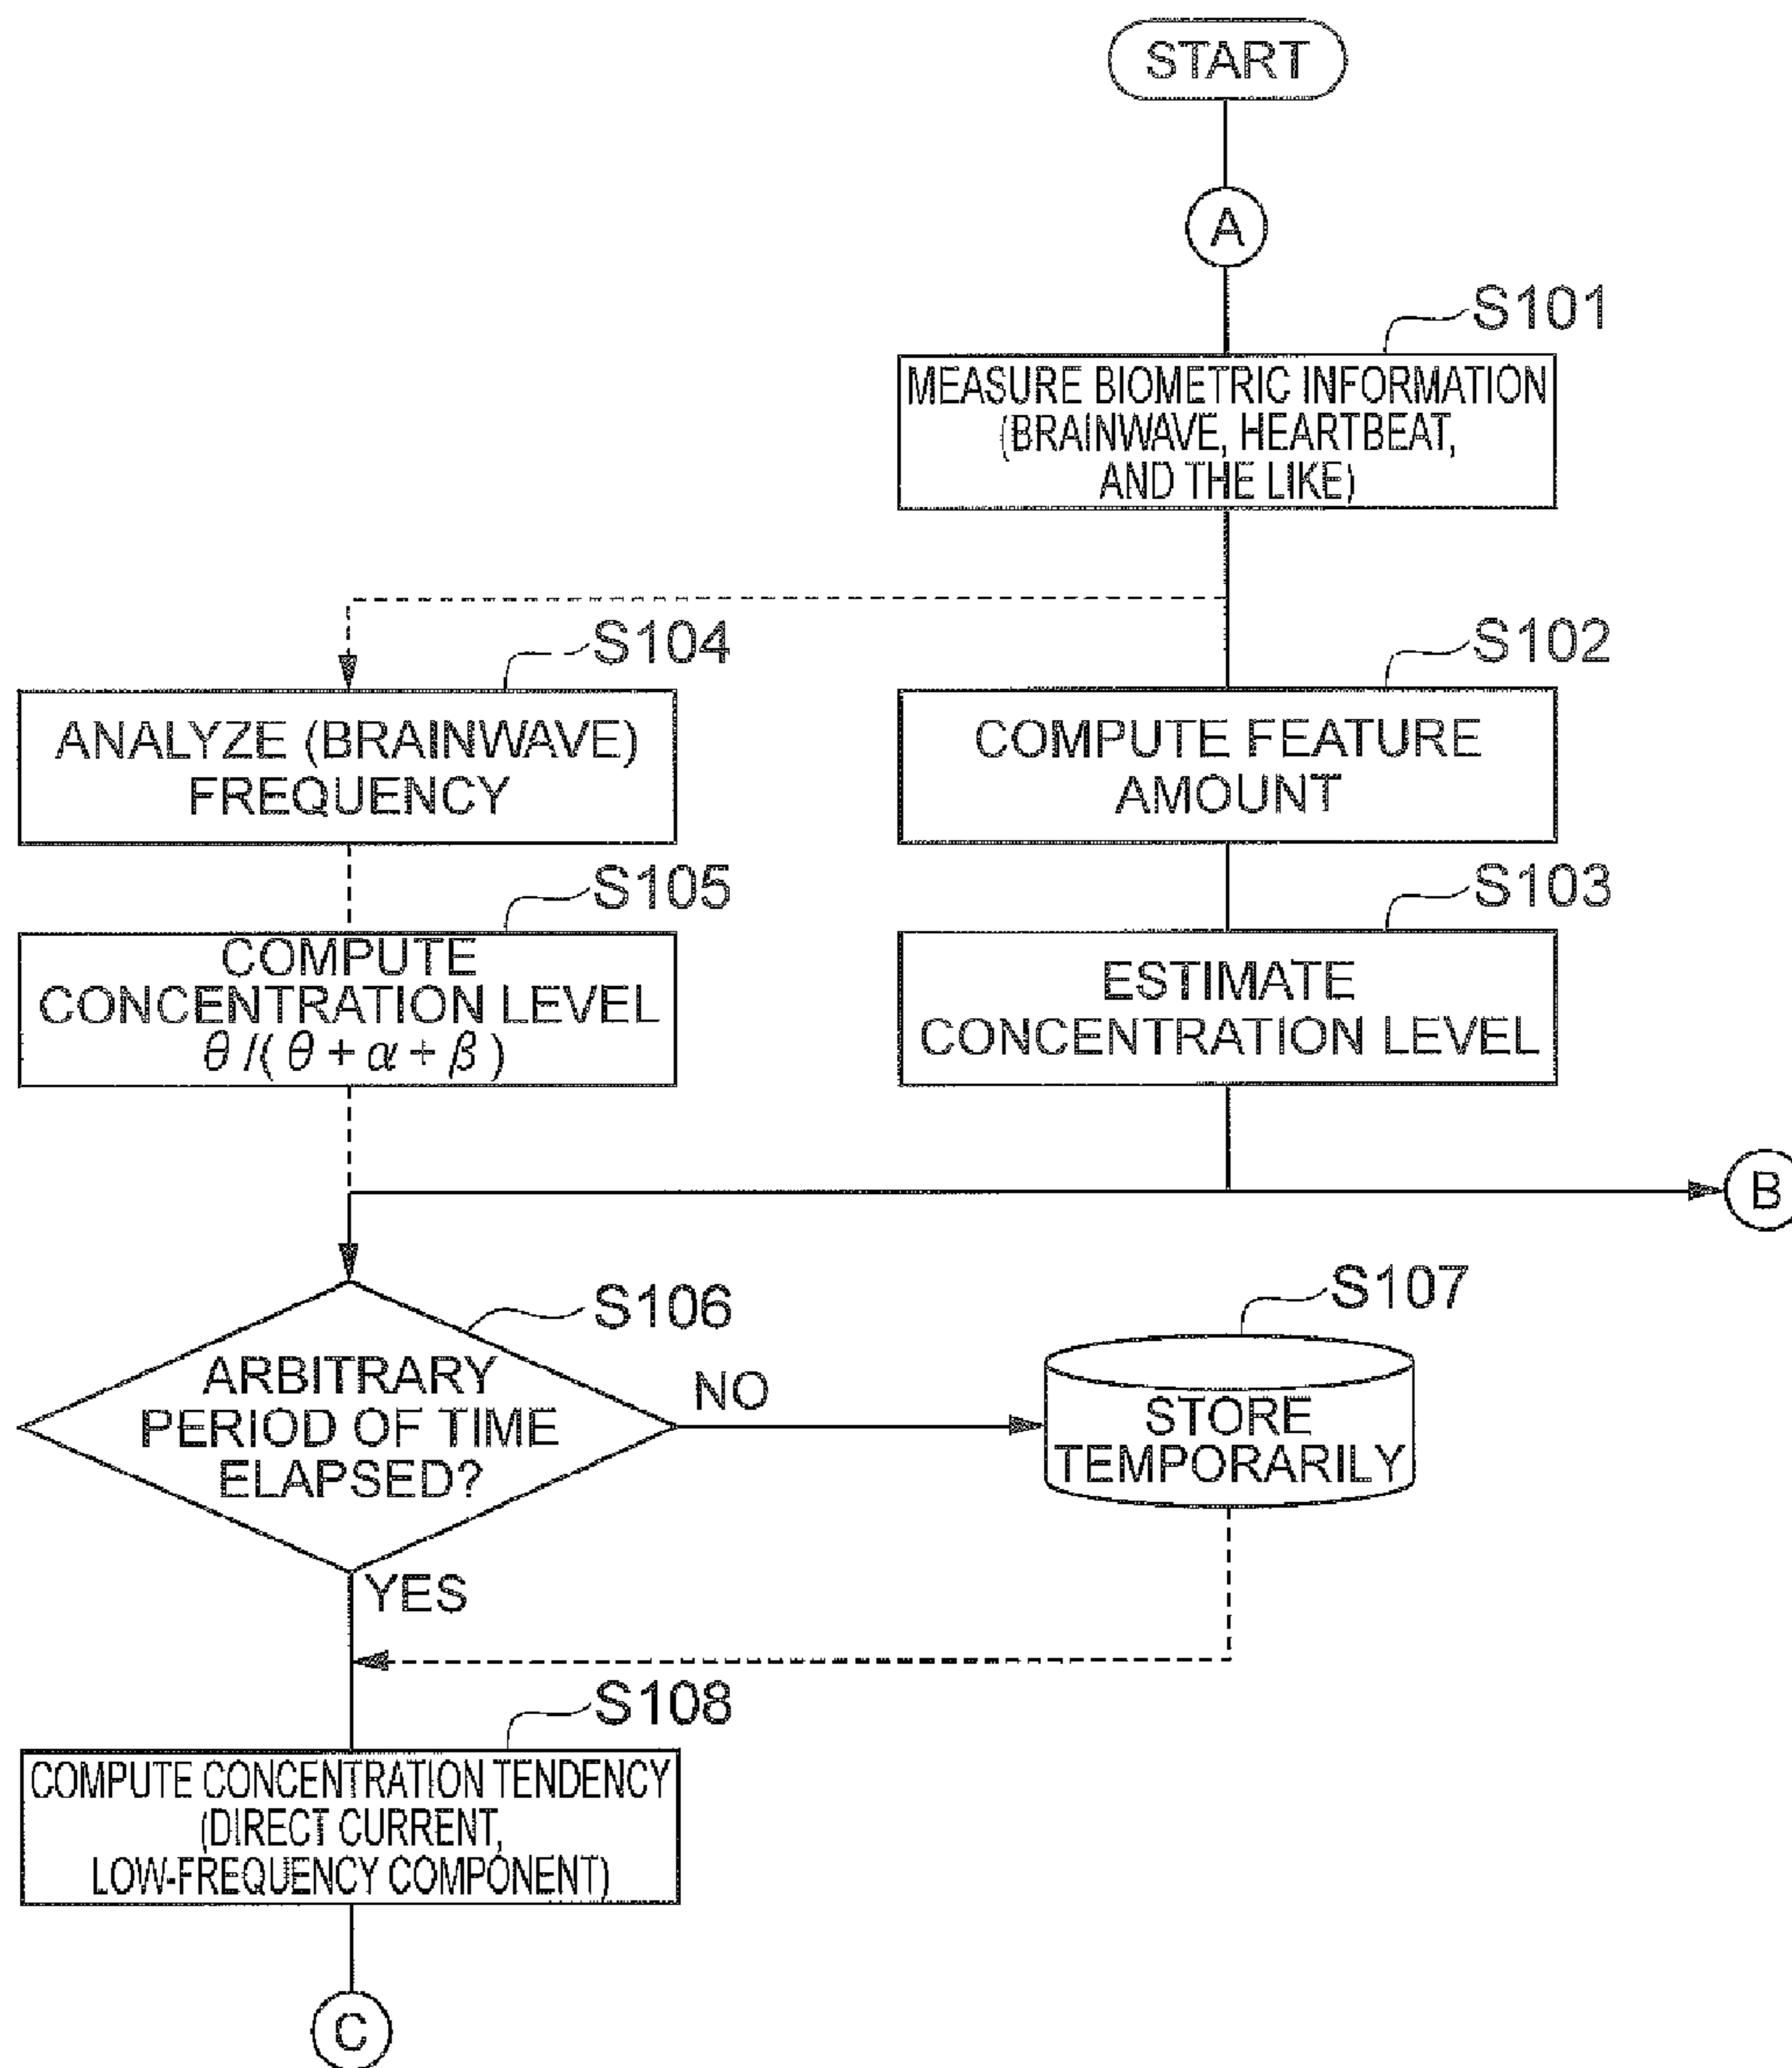 START
A
S101
MEASURE BIOMETRIC INFORMATION
(BRAINWAVE, HEARTBEAT,
AND THE LIKE)
S104
ANALYZE (BRAINWAVE)
FREQUENCY
S102
COMPUTE FEATURE
AMOUNT
S105
COMPUTE
CONCENTRATION LEVEL
θ/(θ+α+β)
S103
ESTIMATE
CONCENTRATION LEVEL
B
S106
ARBITRARY
PERIOD OF TIME
ELAPSED?
NO
S107
STORE
TEMPORARILY
YES
S108
COMPUTE CONCENTRATION TENDENCY
(DIRECT CURRENT,
LOW-FREQUENCY COMPONENT)
C